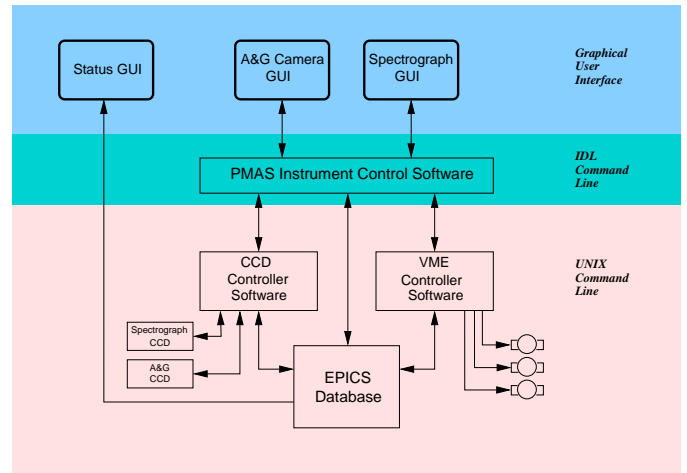 Status GUI
A&G Camera
GUI
Spectrograph
GUI
Graphical
User
Interface
PMAS Instrument Control Software
IDL
Command
Line
CCD
Controller
Software
VME
Controller
Software
UNIX
Command
Line
Spectrograph
CCD
A&G
CCD
EPICS
Database